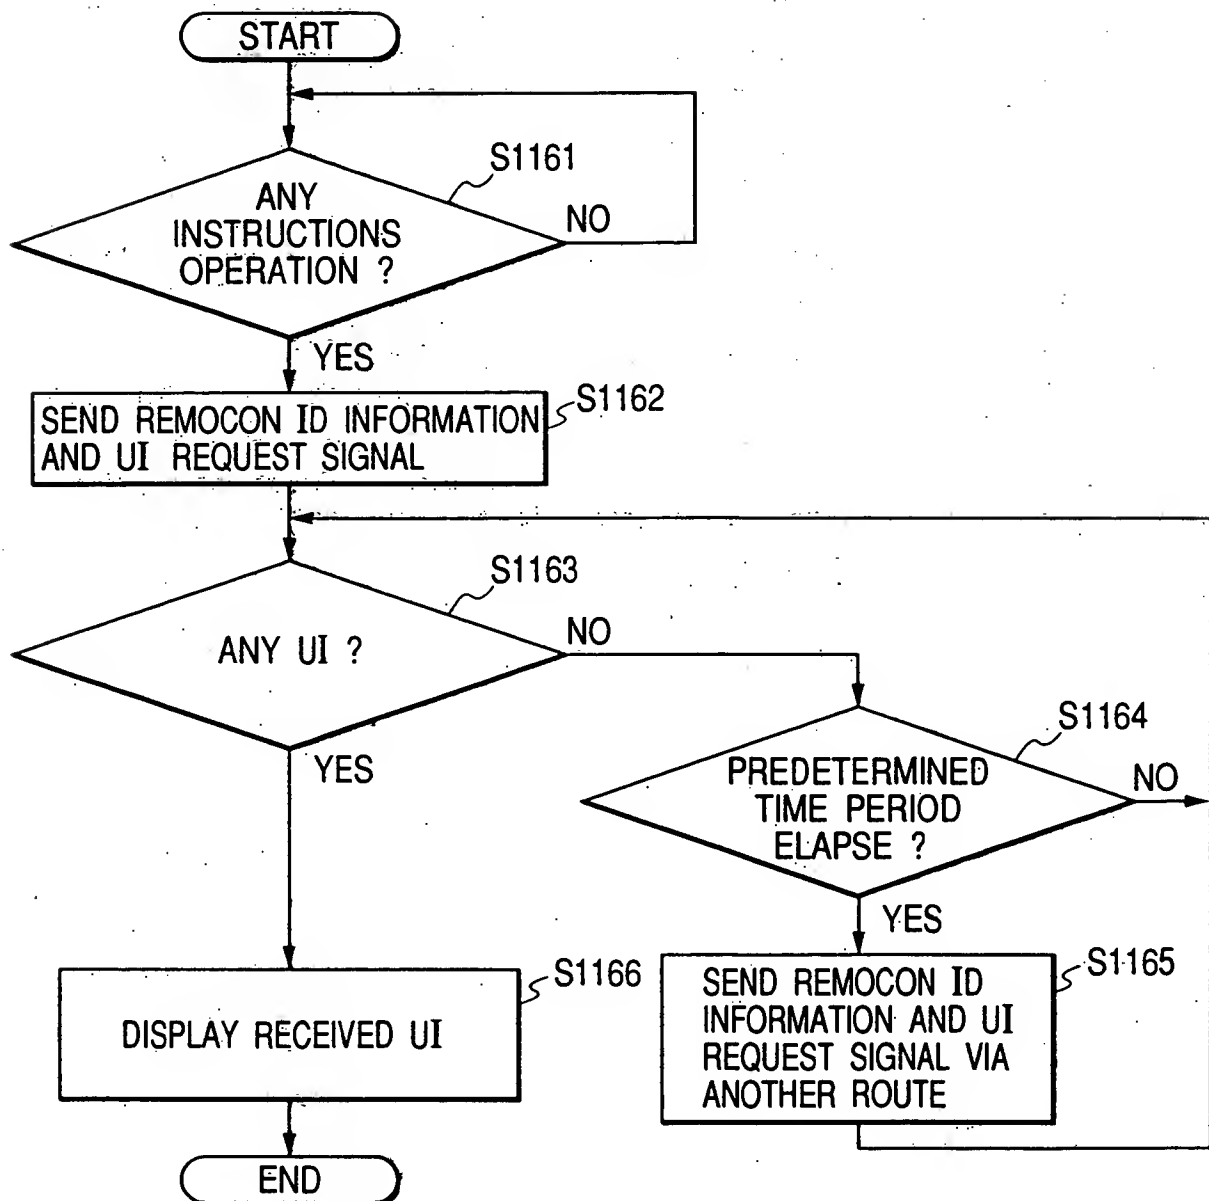 START
S1161
ANY
INSTRUCTIONS
OPERATION ?
NO
YES
S1162
SEND REMOCON ID INFORMATION
AND UI REQUEST SIGNAL
S1163
ANY UI ?
NO
YES
S1164
PREDETERMINED
TIME PERIOD
ELAPSE ?
NO
YES
S1165
SEND REMOCON ID
INFORMATION AND UI
REQUEST SIGNAL VIA
ANOTHER ROUTE
S1166
DISPLAY RECEIVED UI
END